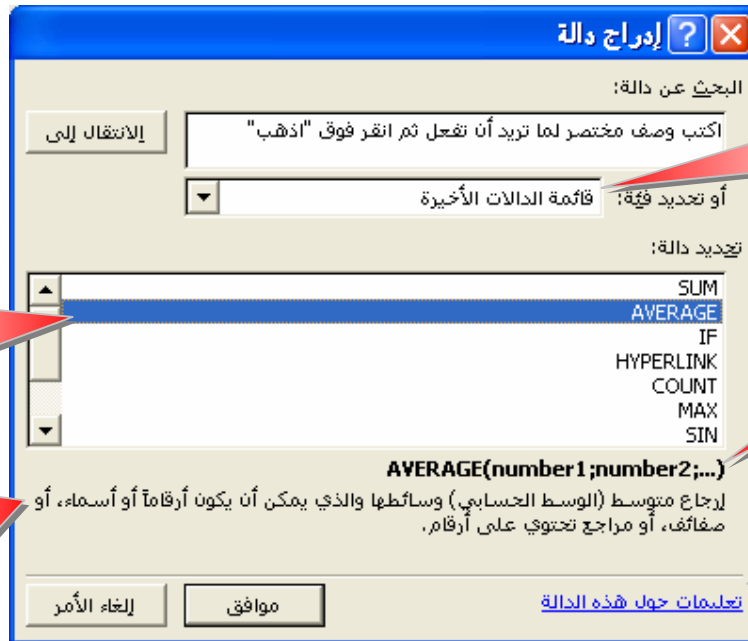 إدراج دالة
البحث عن دالة:
اكتب وصف مختصر لما تريد أن تفعل ثم انقر فوق "اذهب"
الانتقال إلى
أو تحديد فئة:
قائمة الدالات الأخيرة
تحديد دالة:
SUM
AVERAGE
IF
HYPERLINK
COUNT
MAX
SIN
AVERAGE(number1;number2;...)
إرجاع متوسط (الوسط الحسابي) وسائطها والذي يمكن أن يكون أرقاماً أو أسماء، أو
صفائف، أو مراجع تحتوي على أرقام.
تعليمات حول هذه الدالة
موافق
إلغاء الأمر